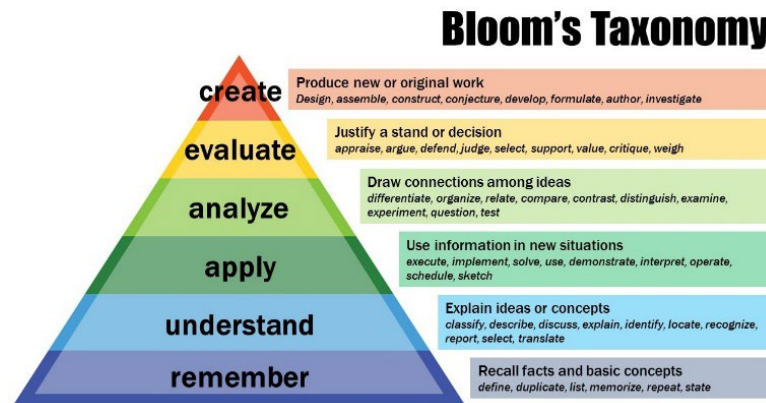 Bloom's Taxonomy
create
Produce new or original work
Design, assemble, construct, conjecture, develop, formulate, author, investigate
evaluate
Justify a stand or decision
appraise, argue, defend, judge, select, support, value, critique, weigh
analyze
Draw connections among ideas
differentiate, organize, relate, compare, contrast, distinguish, examine,
experiment, question, test
apply
Use information in new situations
execute, implement, solve, use, demonstrate, interpret, operate,
schedule, sketch
understand
Explain ideas or concepts
classify, describe, discuss, explain, identify, locate, recognize,
report, select, translate
remember
Recall facts and basic concepts
define, duplicate, list, memorize, repeat, state